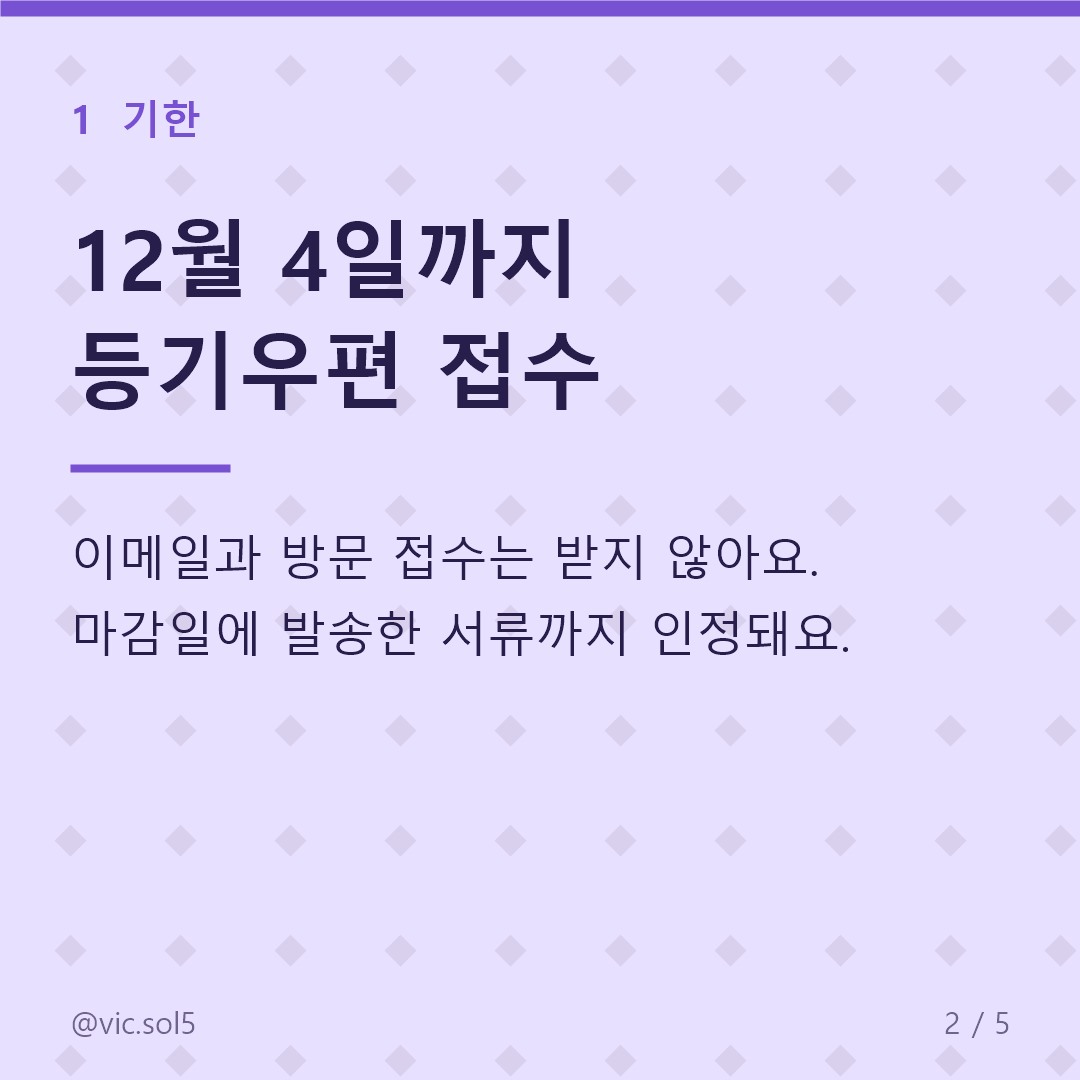 1 기한
12월 4일까지
등기우편 접수
이메일과 방문 접수는 받지 않아요.
마감일에 발송한 서류까지 인정돼요.
@vic.sol5
2 / 5